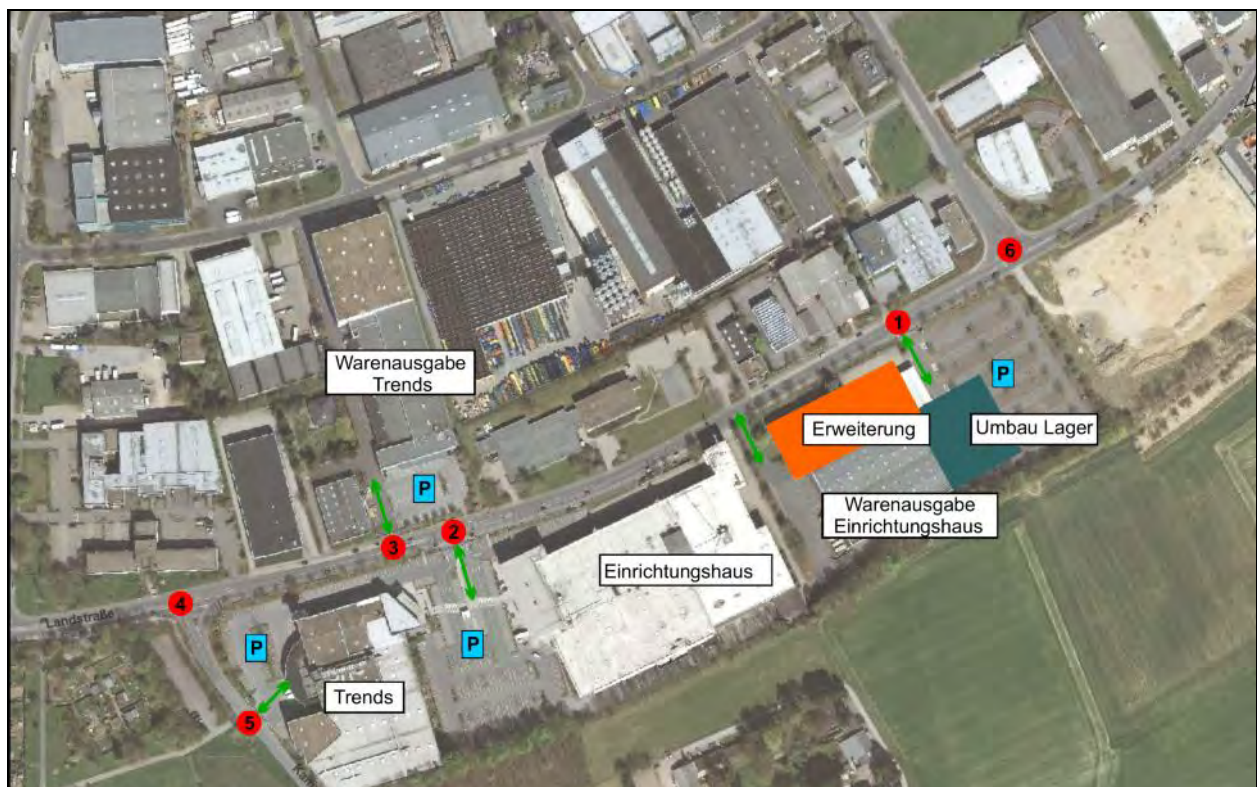 6
1
P
Warenausgabe
Trends
Erweiterung
Umbau Lager
P
Warenausgabe
Einrichtungshaus
2
3
Einrichtungshaus
4
Landstraße
P
P
Trends
5